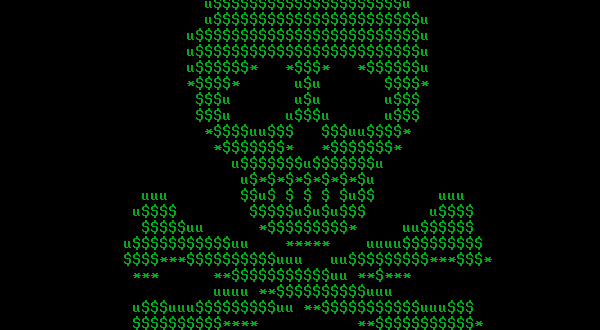 u$$$$$$$$$$$$$$$$$$$$$u
u$$$$$$$$$$$$$$$$$$$$$$$u
u$$$$$$$$$$$$$$$$$$$$$$$$$u
u$$$$$$$$$$$$$$$$$$$$$$$$$u
u$$$$$$*   *$$$*   *$$$$$$u
*$$$$*      u$u       $$$$*
$$$u       u$u       u$$$
$$$u      u$$$u      u$$$
*$$$$uu$$$   $$$uu$$$$*
*$$$$$$$*   *$$$$$$$*
u$$$$$$$u$$$$$$$u
u$*$*$*$*$*$*$u
uuu        $$u$ $ $ $ $u$$       uuu
u$$$$        $$$$$u$u$u$$$       u$$$$
$$$$$uu      *$$$$$$$$$*     uu$$$$$$
u$$$$$$$$$$$uu    *****    uuuu$$$$$$$$$
$$$$***$$$$$$$$$$uuu   uu$$$$$$$$$***$$$*
***      **$$$$$$$$$$$uu **$***
uuuu **$$$$$$$$$$uuu
u$$$uuu$$$$$$$$$uu **$$$$$$$$$$$uuu$$$
$$$$$$$$$$****           **$$$$$$$$$$$*